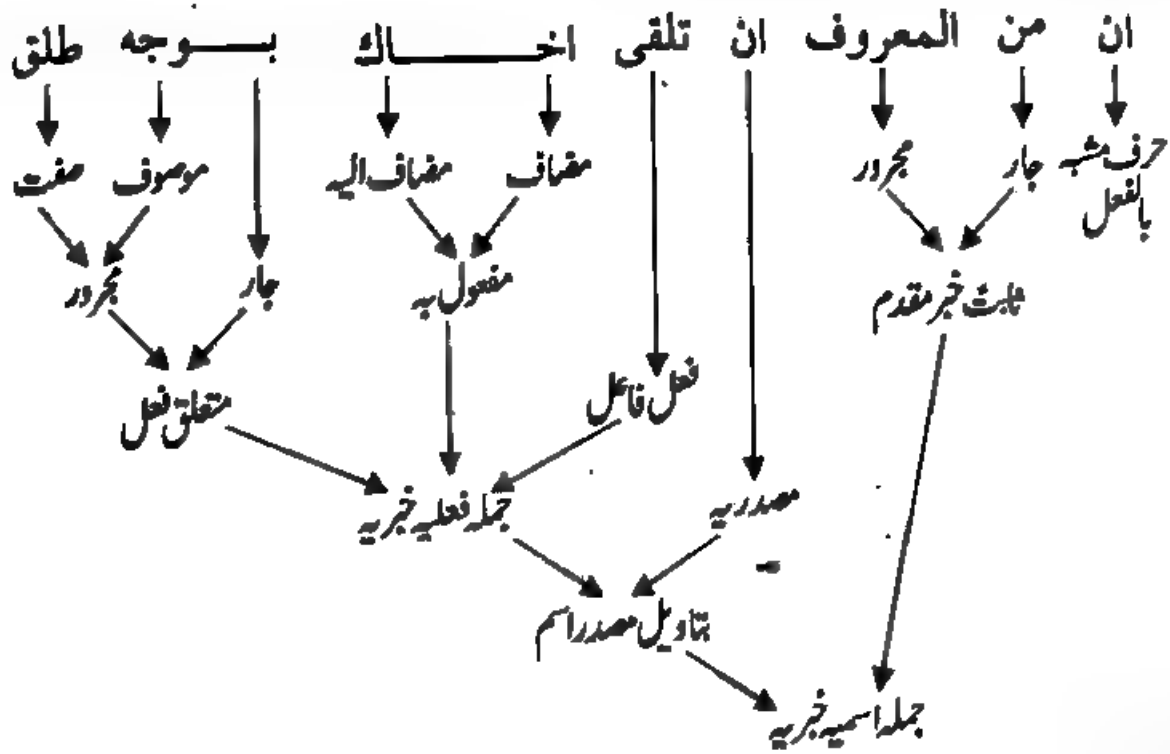 ان من المعروف ان تلقى اخاك بوجه طلق
حرف مشبہ بالفعل جار مجرور مضاف مضاف الیہ موصوف صفت
ثابت خبر مقدم مفعول بہ جار مجرور
فعل فاعل متعلق فعل
مصدریہ جملہ فعلیہ خبریہ
بتاویل مصدر اسم
جملہ اسمیہ خبریہ